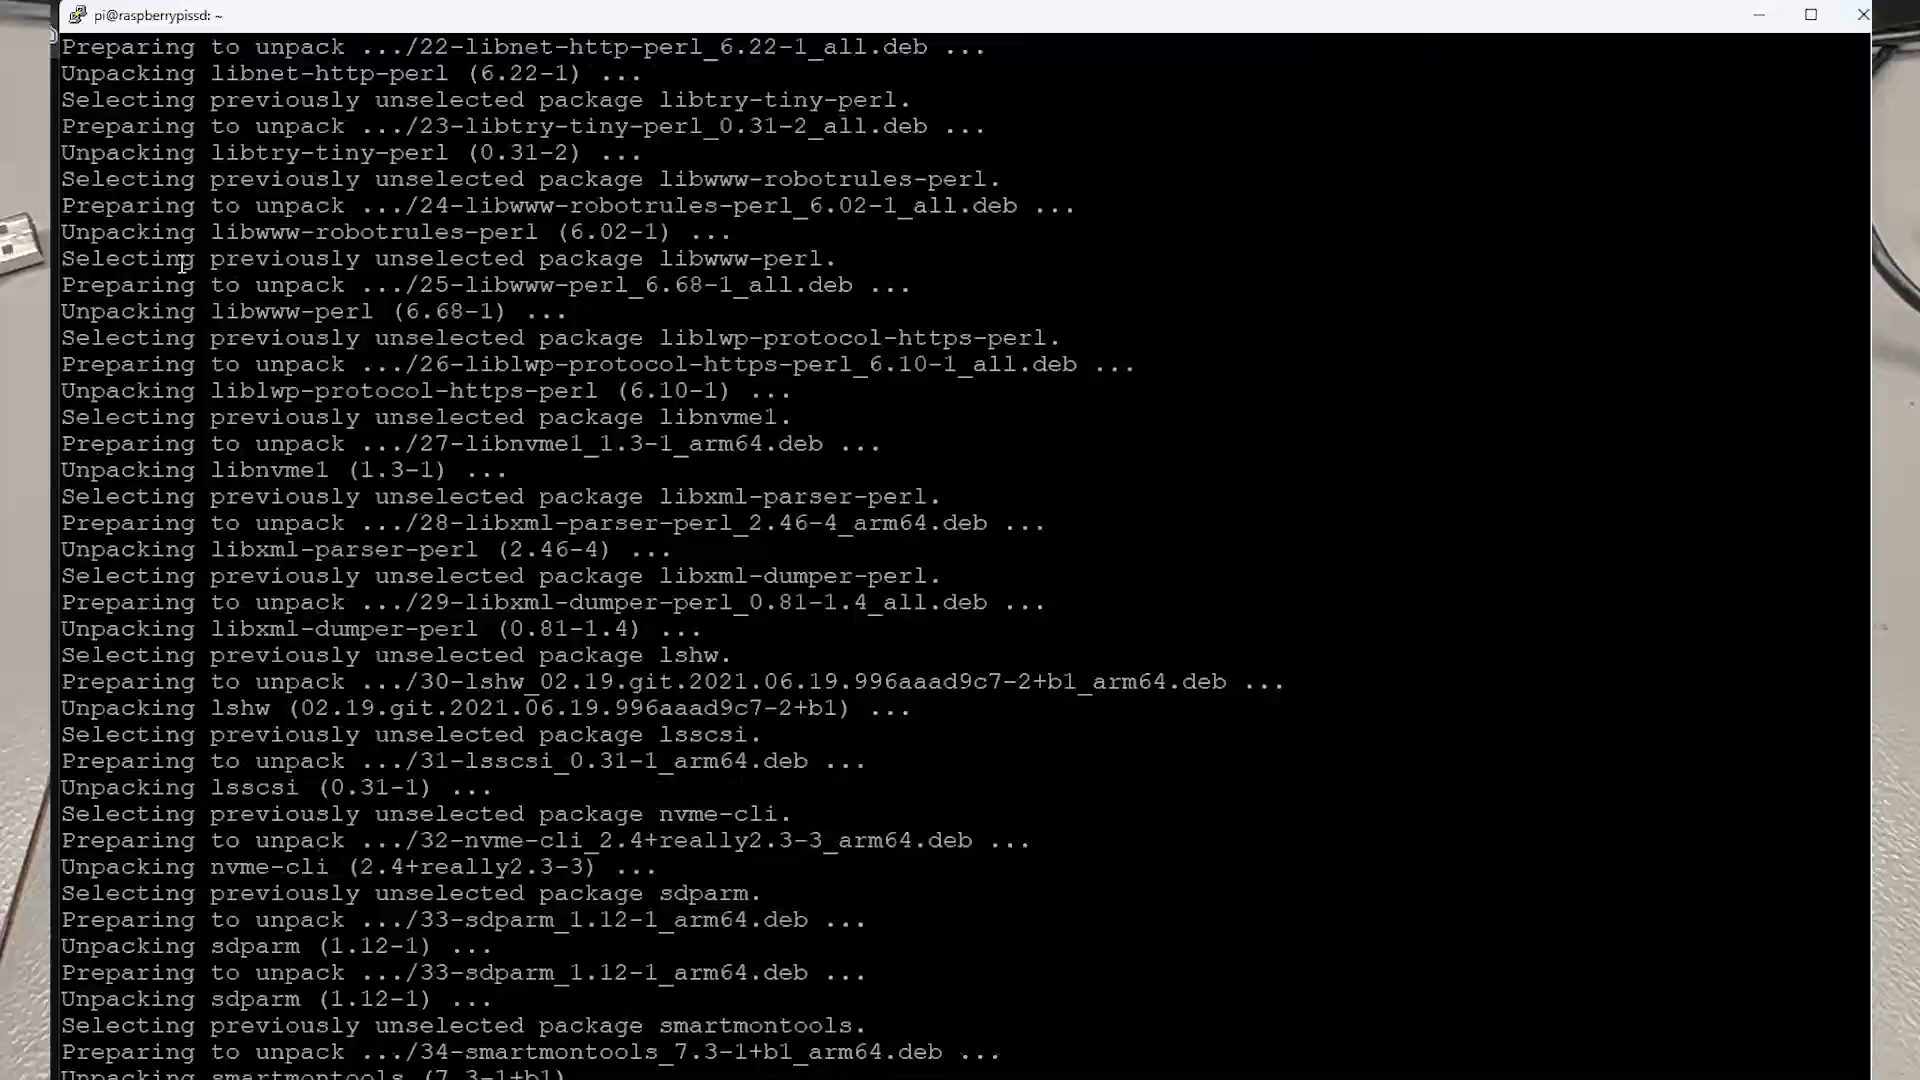 pi@raspberrypissd: ~
Preparing to unpack .../22-libnet-http-perl_6.22-1_all.deb ...
Unpacking libnet-http-perl (6.22-1) ...
Selecting previously unselected package libtry-tiny-perl.
Preparing to unpack .../23-libtry-tiny-perl_0.31-2_all.deb ...
Unpacking libtry-tiny-perl (0.31-2) ...
Selecting previously unselected package libwww-robotrules-perl.
Preparing to unpack .../24-libwww-robotrules-perl_6.02-1_all.deb ...
Unpacking libwww-robotrules-perl (6.02-1) ...
Selecting previously unselected package libwww-perl.
Preparing to unpack .../25-libwww-perl_6.68-1_all.deb ...
Unpacking libwww-perl (6.68-1) ...
Selecting previously unselected package liblwp-protocol-https-perl.
Preparing to unpack .../26-liblwp-protocol-https-perl_6.10-1_all.deb ...
Unpacking liblwp-protocol-https-perl (6.10-1) ...
Selecting previously unselected package libnvme1.
Preparing to unpack .../27-libnvme1_1.3-1_arm64.deb ...
Unpacking libnvme1 (1.3-1) ...
Selecting previously unselected package libxml-parser-perl.
Preparing to unpack .../28-libxml-parser-perl_2.46-4_arm64.deb ...
Unpacking libxml-parser-perl (2.46-4) ...
Selecting previously unselected package libxml-dumper-perl.
Preparing to unpack .../29-libxml-dumper-perl_0.81-1.4_all.deb ...
Unpacking libxml-dumper-perl (0.81-1.4) ...
Selecting previously unselected package lshw.
Preparing to unpack .../30-lshw_02.19.git.2021.06.19.996aaad9c7-2+b1_arm64.deb ...
Unpacking lshw (02.19.git.2021.06.19.996aaad9c7-2+b1) ...
Selecting previously unselected package lsscsi.
Preparing to unpack .../31-lsscsi_0.31-1_arm64.deb ...
Unpacking lsscsi (0.31-1) ...
Selecting previously unselected package nvme-cli.
Preparing to unpack .../32-nvme-cli_2.4+really2.3-3_arm64.deb ...
Unpacking nvme-cli (2.4+really2.3-3) ...
Selecting previously unselected package sdparm.
Preparing to unpack .../33-sdparm_1.12-1_arm64.deb ...
Unpacking sdparm (1.12-1) ...
Preparing to unpack .../33-sdparm_1.12-1_arm64.deb ...
Unpacking sdparm (1.12-1) ...
Selecting previously unselected package smartmontools.
Preparing to unpack .../34-smartmontools_7.3-1+b1_arm64.deb ...
Unpacking smartmontools (7.3-1+b1)